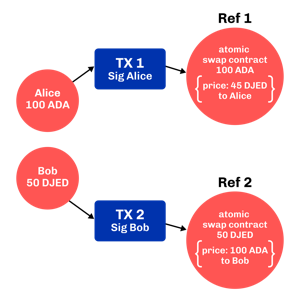 Ref 1
TX 1
Sig Alice
Alice
100 ADA
atomic
swap contract
100 ADA
{ price: 45 DJED }
to Alice
Bob
50 DJED
TX 2
Sig Bob
Ref 2
atomic
swap contract
50 DJED
{ price: 100 ADA }
to Bob